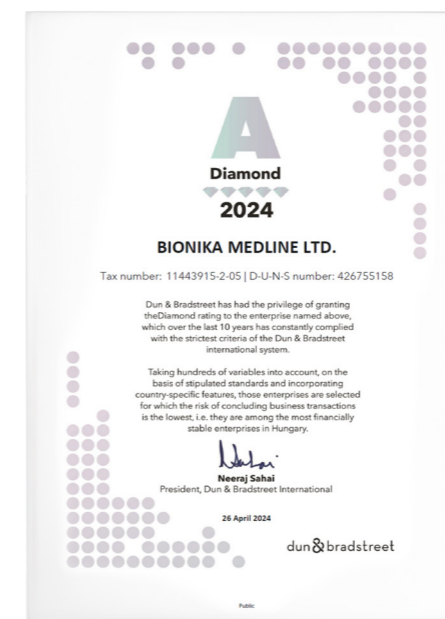 A
Diamond
2024
BIONIKA MEDLINE LTD.
Tax number: 11443915-2-05 | D-U-N-S number: 426755158
Dun & Bradstreet has had the privilege of granting
theDiamond rating to the enterprise named above,
which over the last 10 years has constantly complied
with the strictest criteria of the Dun & Bradstreet
international system.
Taking hundreds of variables into account, on the
basis of stipulated standards and incorporating
country-specific features, those enterprises are selected
for which the risk of concluding business transactions
is the lowest, i.e. they are among the most financially
stable enterprises in Hungary.
Neeraj Sahai
President, Dun & Bradstreet International
26 April 2024
dun & bradstreet
Public